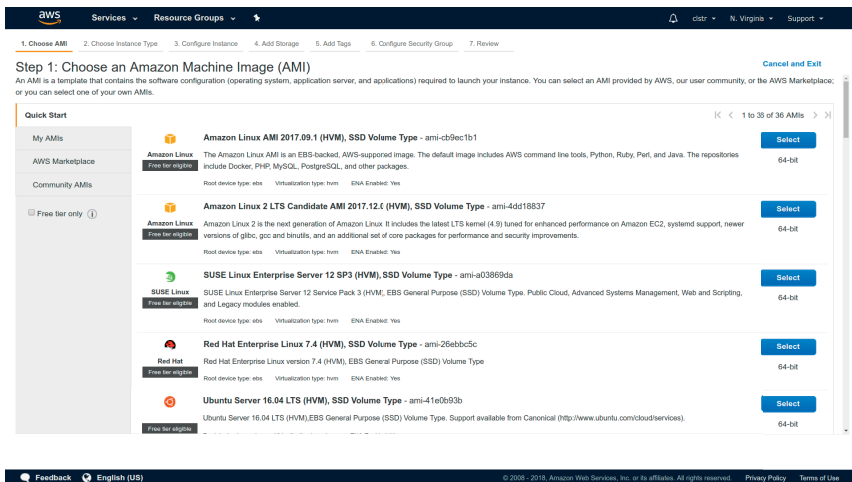 aws Services Resource Groups clstr N. Virginia Support
1. Choose AMI 2. Choose Instance Type 3. Configure Instance 4. Add Storage 5. Add Tags 6. Configure Security Group 7. Review
Step 1: Choose an Amazon Machine Image (AMI)
Cancel and Exit
An AMI is a template that contains the software configuration (operating system, application server, and applications) required to launch your instance. You can select an AMI provided by AWS, our user community, or the AWS Marketplace;
or you can select one of your own AMIs.
Quick Start
1 to 36 of 36 AMIs
My AMIs
AWS Marketplace
Community AMIs
Free tier only
Amazon Linux AMI 2017.09.1 (HVM), SSD Volume Type - ami-cb9ec1b1
Select
Amazon Linux
Free tier eligible
The Amazon Linux AMI is an EBS-backed, AWS-supporoed image. The default image includes AWS command line tools, Python, Ruby, Perl, and Java. The repositories
include Docker, PHP, MySQL, PostgreSQL, and other packages.
64-bit
Root device type: ebs Virtualization type: hvm ENA Enabled: Yes
Amazon Linux 2 LTS Candidate AMI 2017.12.0 (HVM), SSD Volume Type - ami-4dd18837
Select
Amazon Linux
Free tier eligible
Amazon Linux 2 is the next generation of Amazon Linux It includes the latest LTS kernel (4.9) tuned for enhanced performance on Amazon EC2, systemd support, newer
versions of glibc, gcc and binutils, and an additional set of core packages for performance and security improvements.
64-bit
Root device type: ebs Virtualization type: hvm ENA Enabled: Yes
SUSE Linux Enterprise Server 12 SP3 (HVM), SSD Volume Type - ami-a03869da
Select
SUSE Linux
Free tier eligible
SUSE Linux Enterprise Server 12 Service Pack 3 (HVM), EBS General Purpose (SSD) Volume Type. Public Cloud, Advanced Systems Management, Web and Scripting,
and Legacy modules enabled.
64-bit
Root device type: ebs Virtualization type: hvm ENA Enabled: Yes
Red Hat Enterprise Linux 7.4 (HVM), SSD Volume Type - ami-26ebbc5c
Select
Red Hat
Free tier eligible
Red Hat Enterprise Linux version 7.4 (HVM), EBS General Purpose (SSD) Volume Type
64-bit
Root device type: ebs Virtualization type: hvm ENA Enabled: Yes
Ubuntu Server 16.04 LTS (HVM), SSD Volume Type - ami-41e0b93b
Select
Free tier eligible
Ubuntu Server 16.04 LTS (HVM),EBS General Purpose (SSD) Volume Type. Support available from Canonical (http://www.ubuntu.com/cloud/services).
64-bit
Feedback English (US)
© 2008 - 2018, Amazon Web Services, Inc. or its affiliates. All rights reserved. Privacy Policy Terms of Use